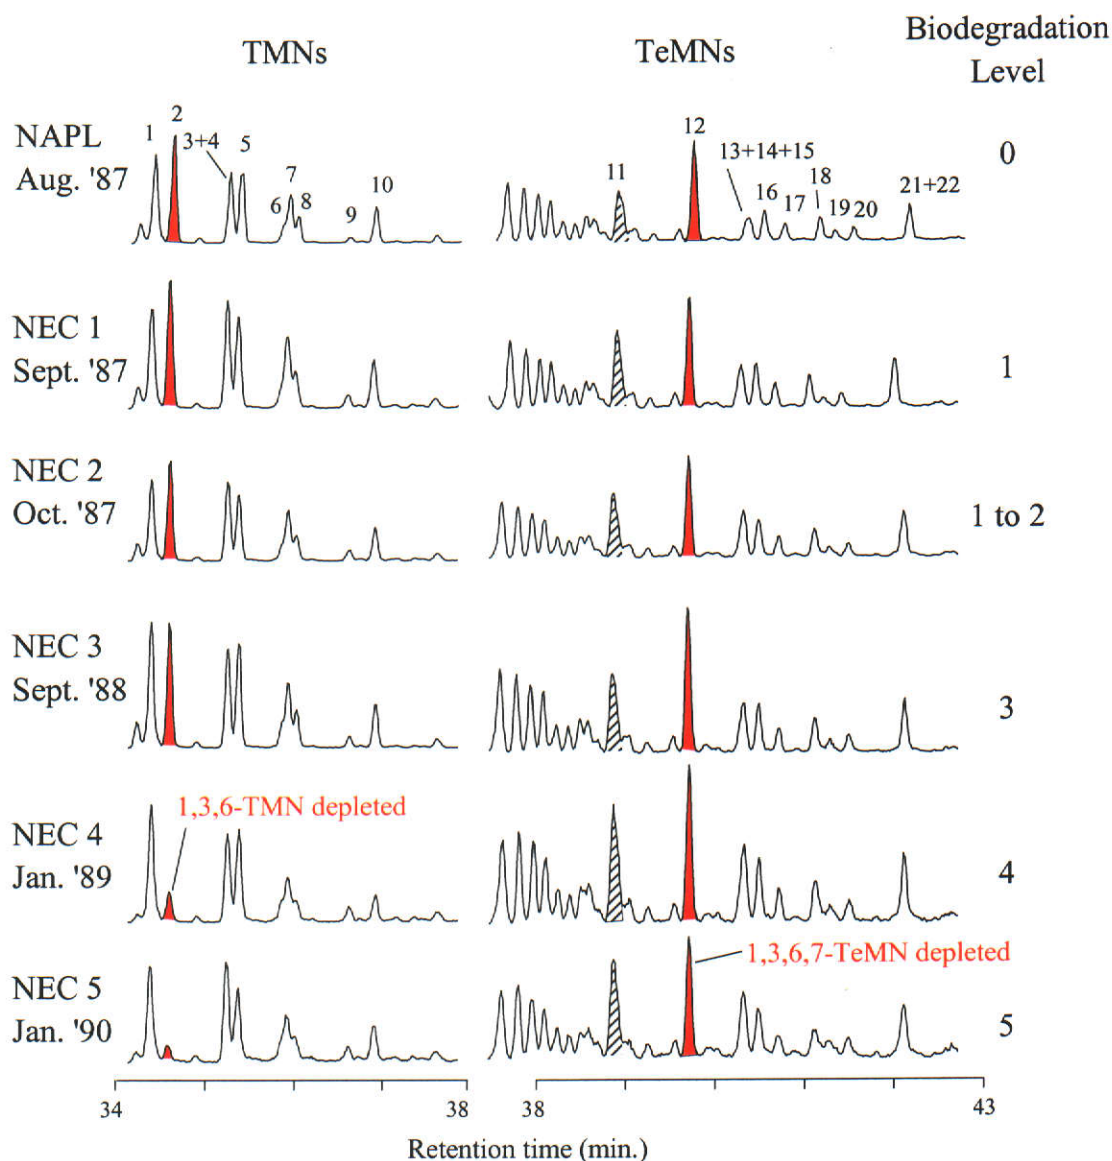 TMNs
TeMNs
Biodegradation
Level
NAPL
Aug. '87
1
2
3+4
5
6
7
8
9
10
11
12
13+14+15
16
17
18
19
20
21+22
0
NEC 1
Sept. '87
1
NEC 2
Oct. '87
1 to 2
NEC 3
Sept. '88
3
NEC 4
Jan. '89
1,3,6-TMN depleted
4
NEC 5
Jan. '90
1,3,6,7-TeMN depleted
5
34
38
38
43
Retention time (min.)